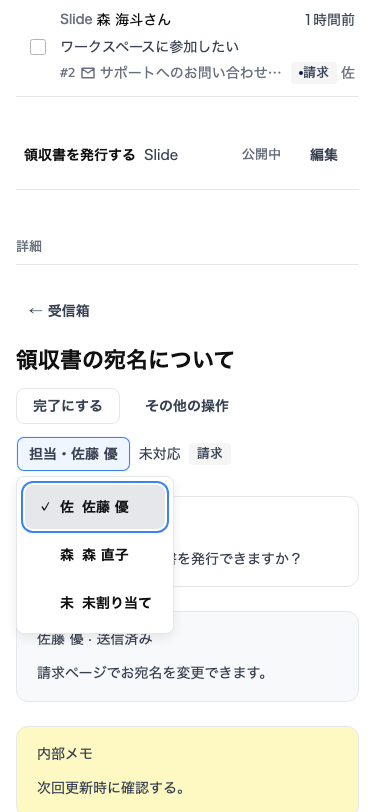 Slide 森 海斗さん 1時間前
ワークスペースに参加したい
#2 サポートへのお問い合わせ… •請求 佐
領収書を発行する Slide 公開中 編集
詳細
← 受信箱
領収書の宛名について
完了にする その他の操作
担当・佐藤 優 未対応 請求
✓ 佐 佐藤 優
森 森 直子
を発行できますか？
未 未割り当て
佐藤 優 · 送信済み
請求ページでお宛名を変更できます。
内部メモ
次回更新時に確認する。